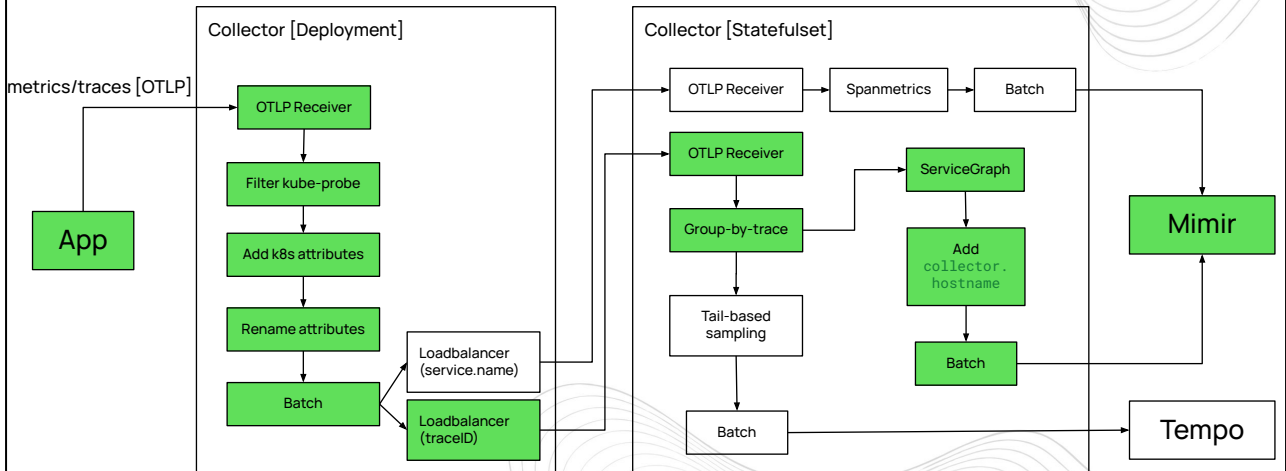 Collector [Deployment]
Collector [Statefulset]
metrics/traces [OTLP]
OTLP Receiver
Filter kube-probe
App
Add k8s attributes
Rename attributes
Batch
Loadbalancer
(service.name)
Loadbalancer
(traceID)
OTLP Receiver
Spanmetrics
Batch
OTLP Receiver
Group-by-trace
Tail-based
sampling
Batch
ServiceGraph
Add
collector.
hostname
Batch
Mimir
Tempo